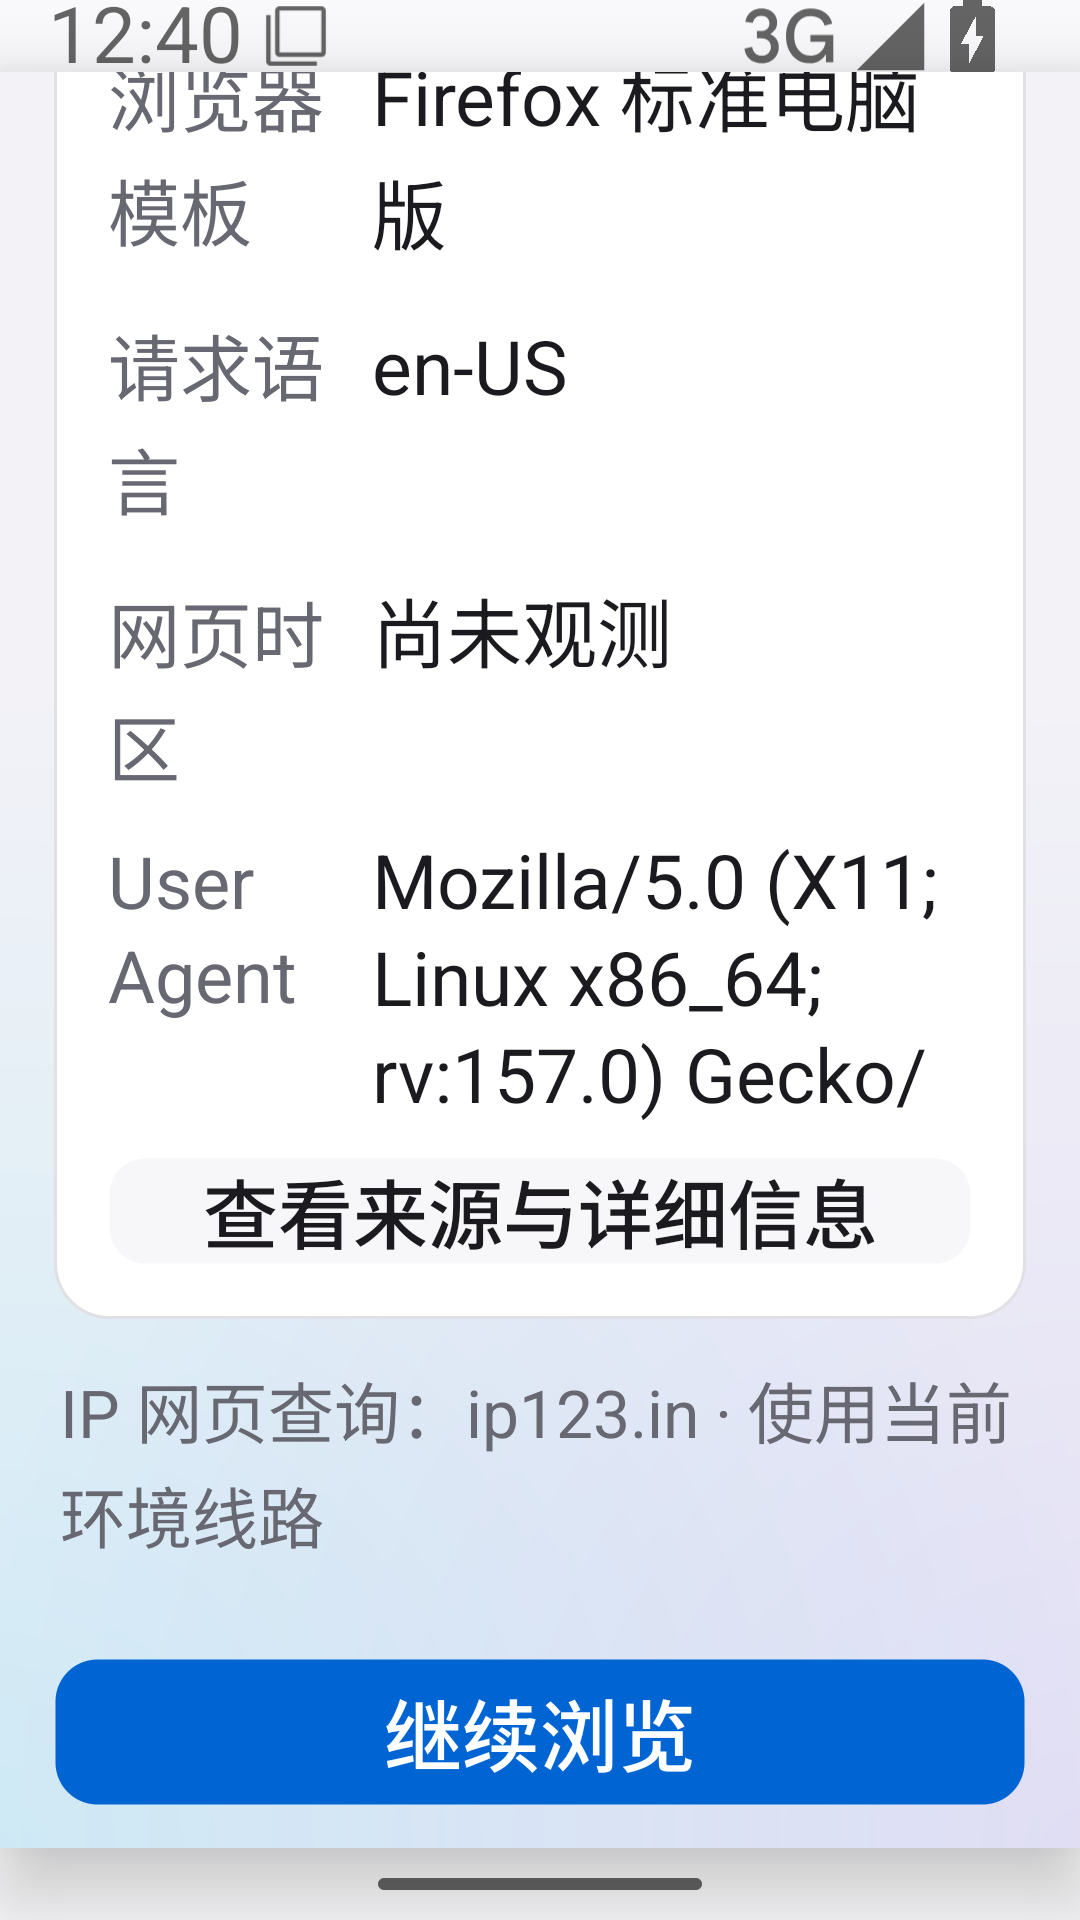 12:40 3G
浏览器 Firefox 标准电脑
模板 版
请求语 en-US
言
网页时 尚未观测
区
User Mozilla/5.0 (X11;
Agent Linux x86_64;
rv:157.0) Gecko/
查看来源与详细信息
IP 网页查询：ip123.in · 使用当前
环境线路
继续浏览